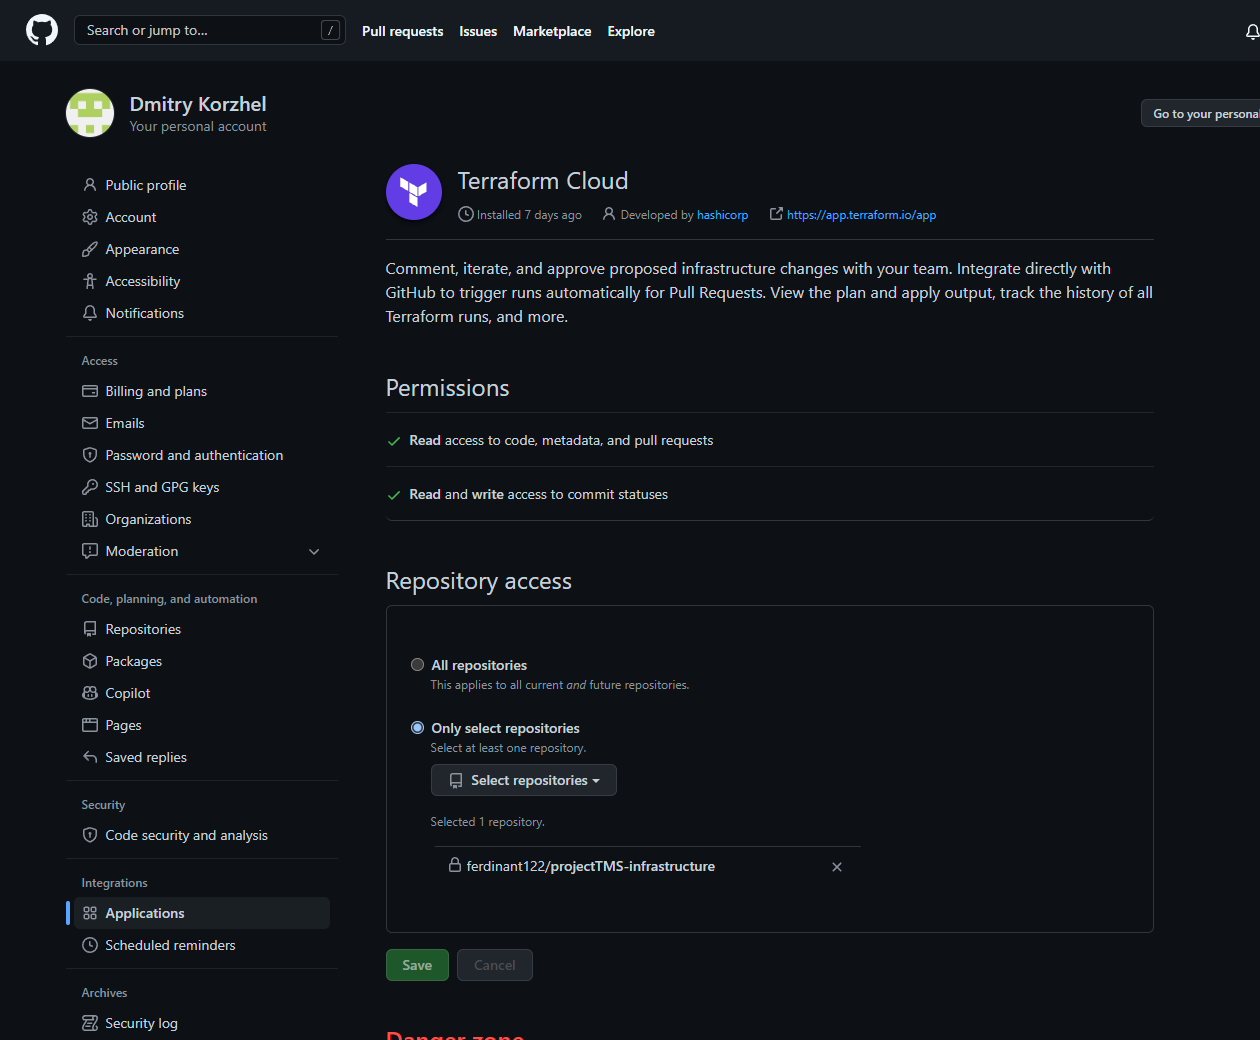 Search or jump to...
/
Pull requests
Issues
Marketplace
Explore
Dmitry Korzhel
Your personal account
Go to your personal
Public profile
Account
Appearance
Accessibility
Notifications
Access
Billing and plans
Emails
Password and authentication
SSH and GPG keys
Organizations
Moderation
Code, planning, and automation
Repositories
Packages
Copilot
Pages
Saved replies
Security
Code security and analysis
Integrations
Applications
Scheduled reminders
Archives
Security log
Terraform Cloud
Installed 7 days ago
Developed by hashicorp
https://app.terraform.io/app
Comment, iterate, and approve proposed infrastructure changes with your team. Integrate directly with
GitHub to trigger runs automatically for Pull Requests. View the plan and apply output, track the history of all
Terraform runs, and more.
Permissions
Read access to code, metadata, and pull requests
Read and write access to commit statuses
Repository access
All repositories
This applies to all current and future repositories.
Only select repositories
Select at least one repository.
Select repositories
Selected 1 repository.
ferdinant122/projectTMS-infrastructure
Save
Cancel
Danger zone